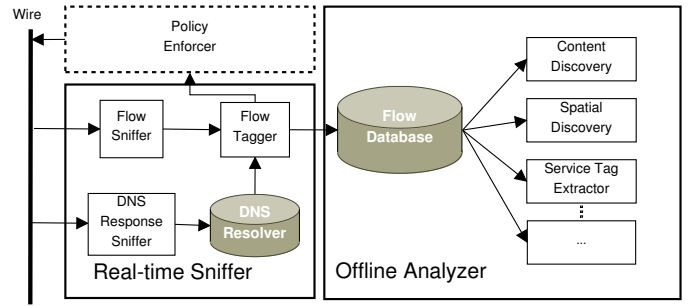 Wire
Policy
Enforcer
Flow
Sniffer
Flow
Tagger
DNS
Response
Sniffer
DNS
Resolver
Real-time Sniffer
Flow
Database
Content
Discovery
Spatial
Discovery
Service Tag
Extractor
...
Offline Analyzer